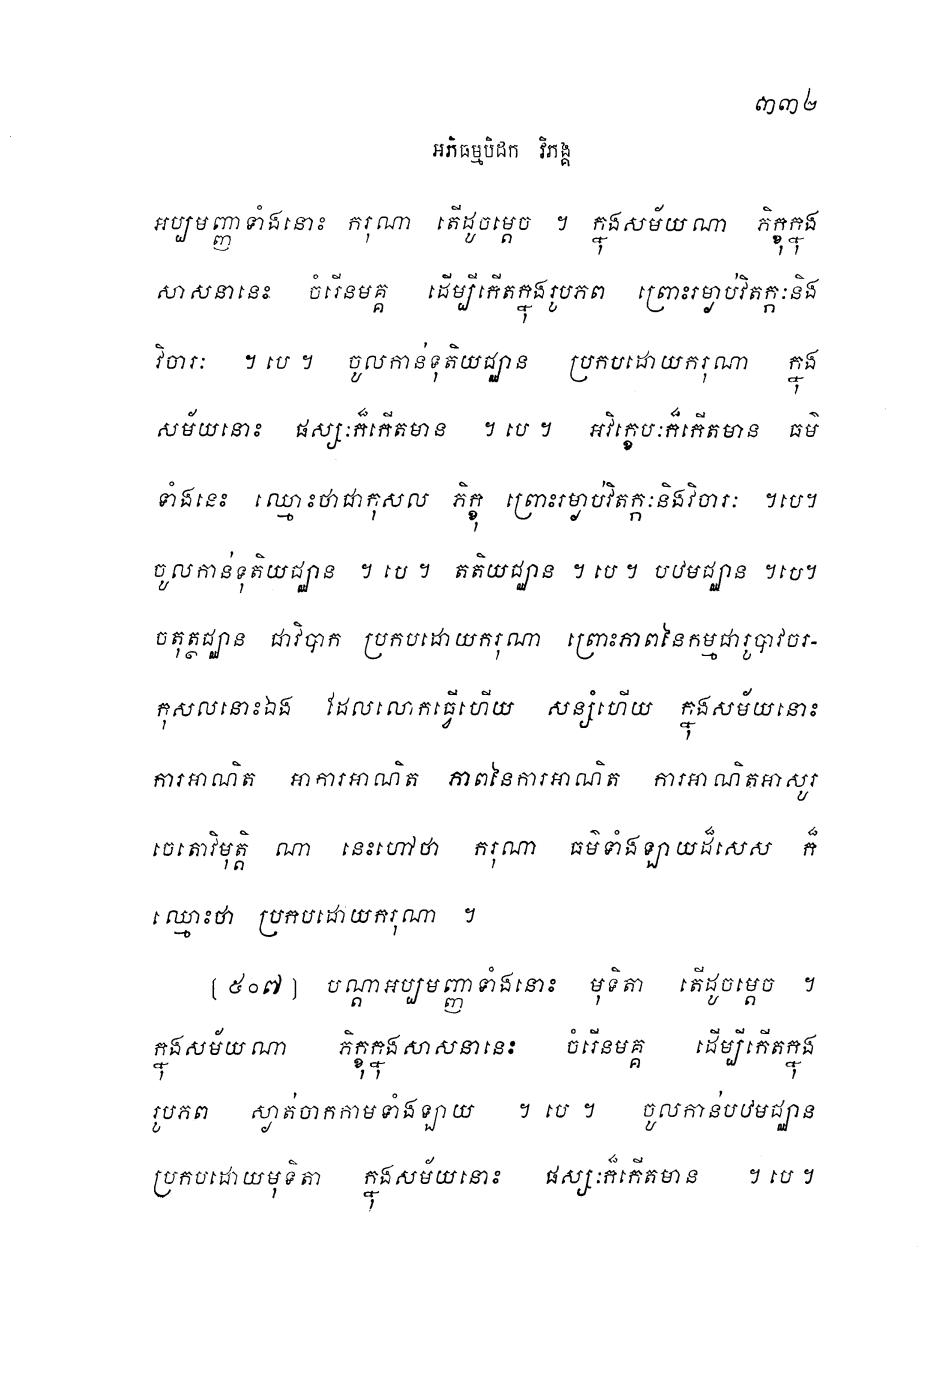 ៣៣៤
អភិធម្មបិដក វិភង្គ
អប្បមញ្ញាទាំងនោះ ករុណា តើដូចម្តេច ។ ក្នុងសម័យណា ភិក្ខុក្នុង
សាសនានេះ ចំរើនមគ្គ ដើម្បីកើតក្នុងរូបភព ព្រោះរម្ងាប់វិតក្កៈនិង
វិចារៈ ។ បេ ។ ចូលកាន់ទុតិយជ្ឈាន ប្រកបដោយករុណា ក្នុង
សម័យនោះ ផស្សៈក៏កើតមាន ។ បេ ។ អវិក្ខេបៈក៏កើតមាន ធម៌
ទាំងនេះ ឈ្មោះថាជាកុសល ភិក្ខុ ព្រោះរម្ងាប់វិតក្កៈនិងវិចារៈ ។បេ។
ចូលកាន់ទុតិយជ្ឈាន ។ បេ ។ តតិយជ្ឈាន ។ បេ ។ បឋមជ្ឈាន ។បេ។
ចតុត្ថជ្ឈាន ជាវិបាក ប្រកបដោយករុណា ព្រោះភាពនៃកម្មជារូបាវចរ-
កុសលនោះឯង ដែលលោកធ្វើហើយ សន្សំហើយ ក្នុងសម័យនោះ
ការអាណិត អាការអាណិត ភាពនៃការអាណិត ការអាណិតអាសូរ
ចេតោវិមុត្តិ ណា នេះហៅថា ករុណា ធម៌ទាំងឡាយដ៏សេស ក៏
ឈ្មោះថា ប្រកបដោយករុណា ។
(៥០៧) បណ្តាអប្បមញ្ញាទាំងនោះ មុទិតា តើដូចម្តេច ។
ក្នុងសម័យណា ភិក្ខុក្នុងសាសនានេះ ចំរើនមគ្គ ដើម្បីកើតក្នុង
រូបភព ស្ងាត់ចាកកាមទាំងឡាយ ។ បេ ។ ចូលកាន់បឋមជ្ឈាន
ប្រកបដោយមុទិតា ក្នុងសម័យនោះ ផស្សៈក៏កើតមាន ។ បេ ។